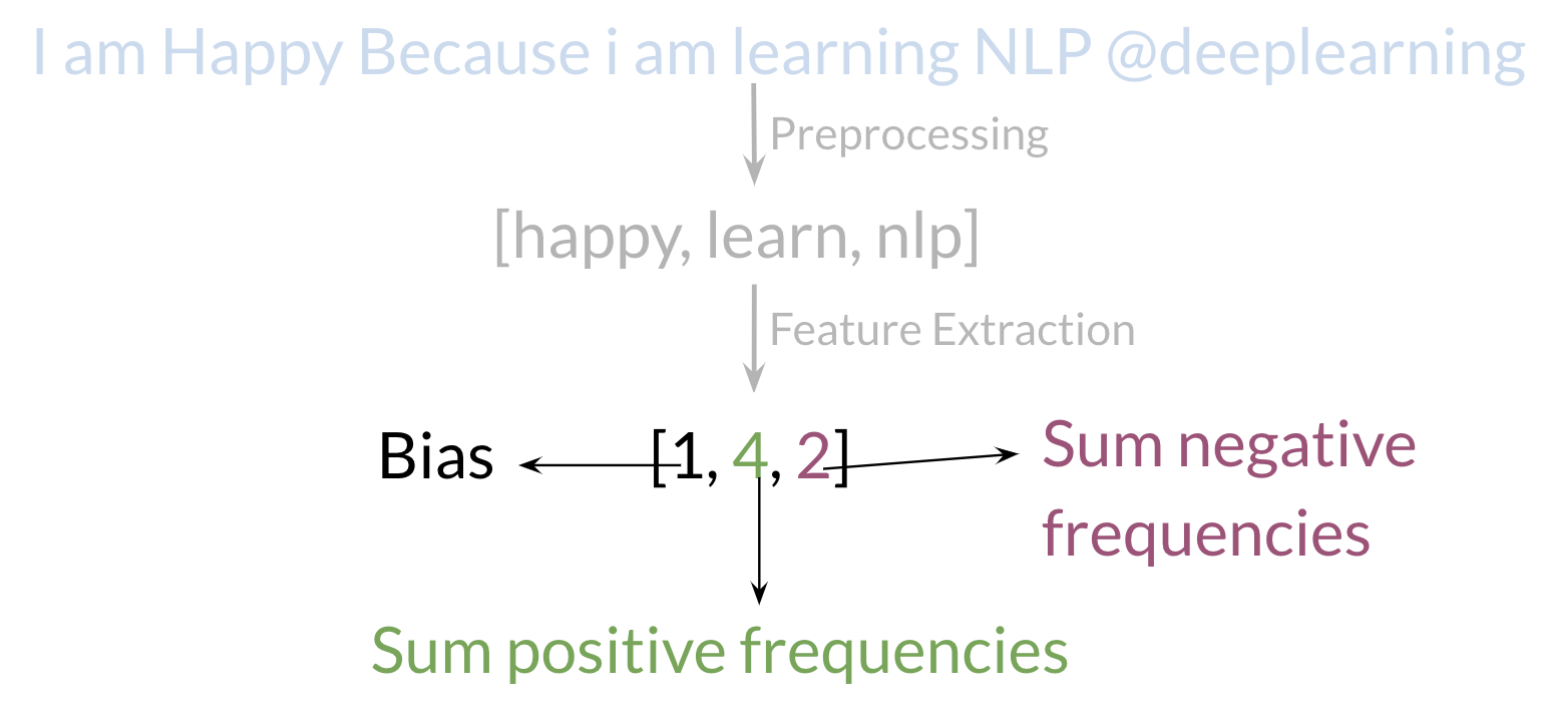 I am Happy Because i am learning NLP @deeplearning
Preprocessing
[happy, learn, nlp]
Feature Extraction
Bias [1, 4, 2] Sum negative
frequencies
Sum positive frequencies